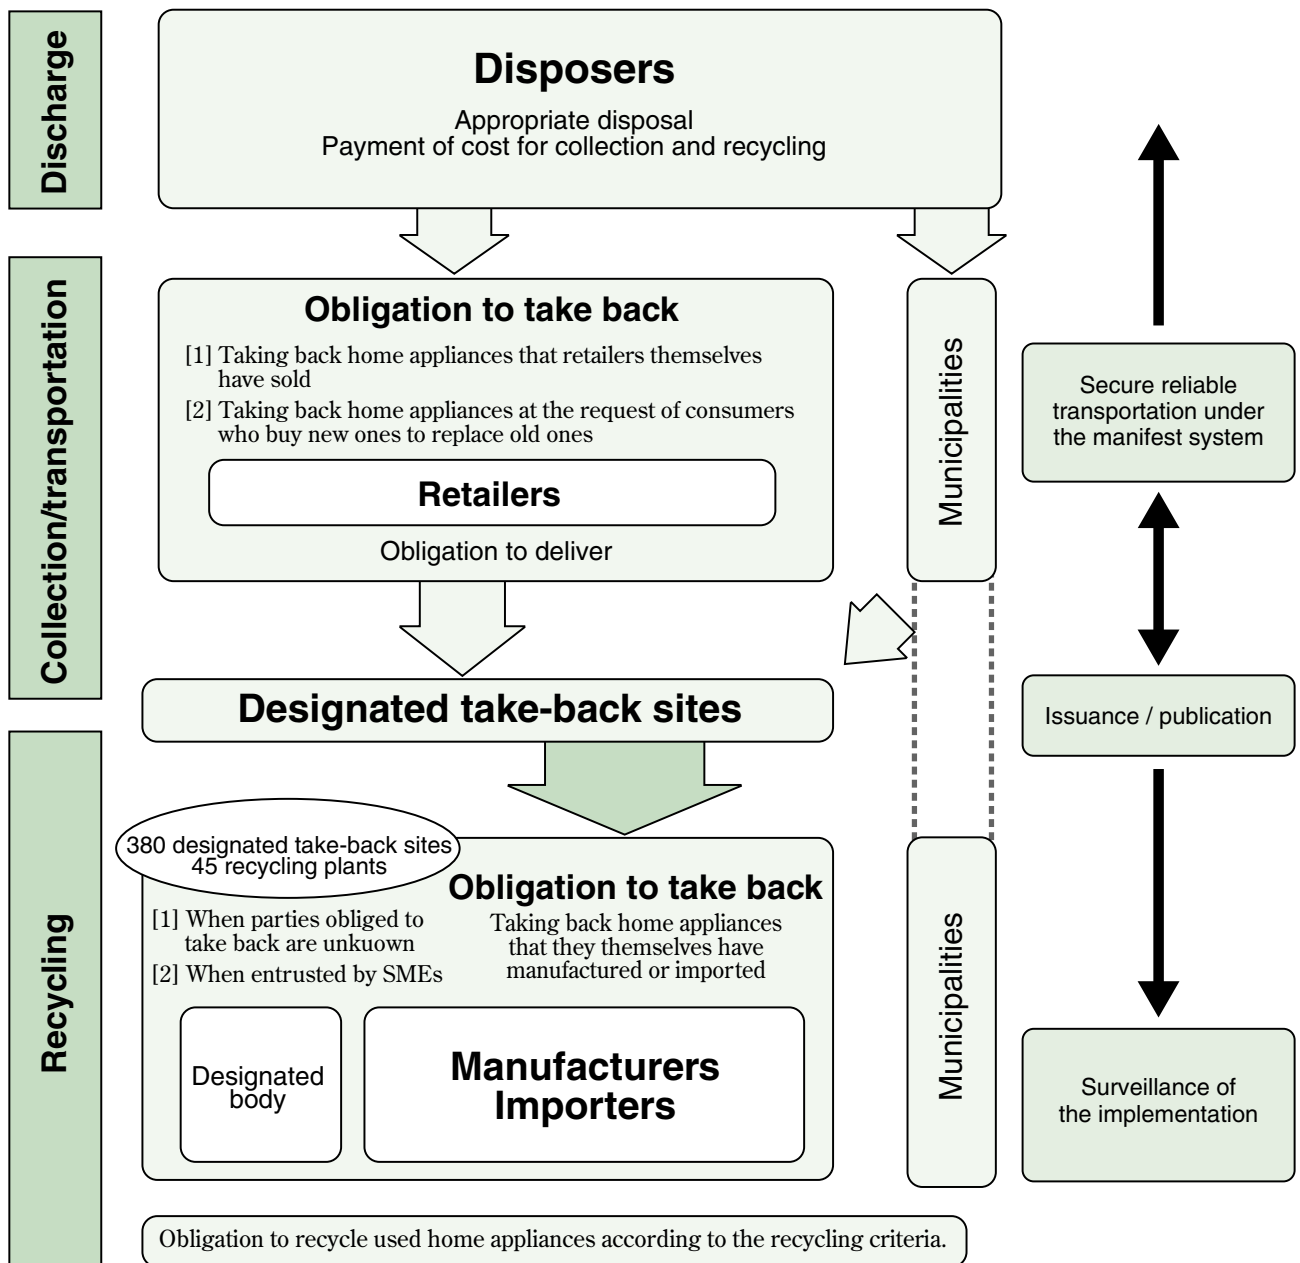 Discharge
Disposers
Appropriate disposal
Payment of cost for collection and recycling
Collection/transportation
Obligation to take back
[1] Taking back home appliances that retailers themselves
have sold
[2] Taking back home appliances at the request of consumers
who buy new ones to replace old ones
Retailers
Obligation to deliver
Municipalities
Secure reliable
transportation under
the manifest system
Designated take-back sites
Issuance / publication
Recycling
380 designated take-back sites
45 recycling plants
[1] When parties obliged to
take back are unkuown
[2] When entrusted by SMEs
Obligation to take back
Taking back home appliances
that they themselves have
manufactured or imported
Designated
body
Manufacturers
Importers
Municipalities
Surveillance of
the implementation
Obligation to recycle used home appliances according to the recycling criteria.